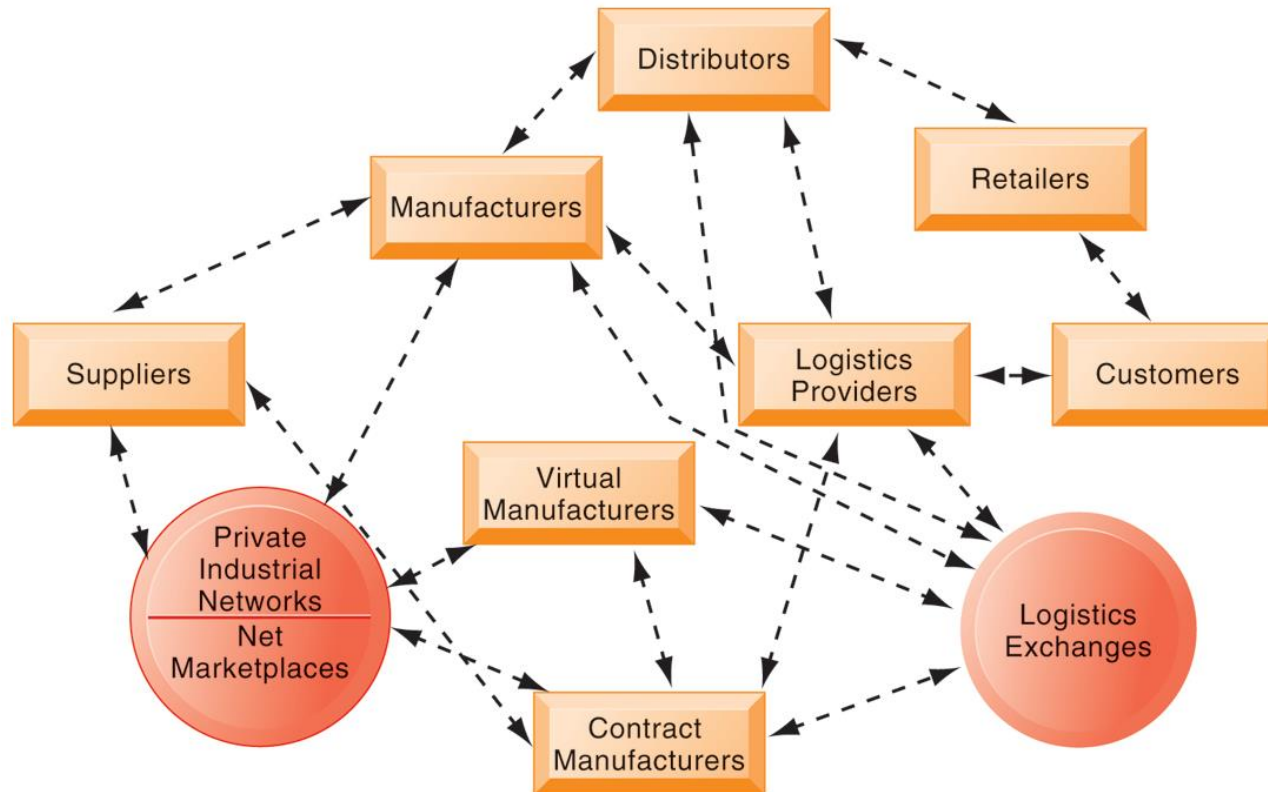 Distributors
Retailers
Manufacturers
Suppliers
Logistics
Providers
Customers
Virtual
Manufacturers
Private
Industrial
Networks
Net
Marketplaces
Logistics
Exchanges
Contract
Manufacturers